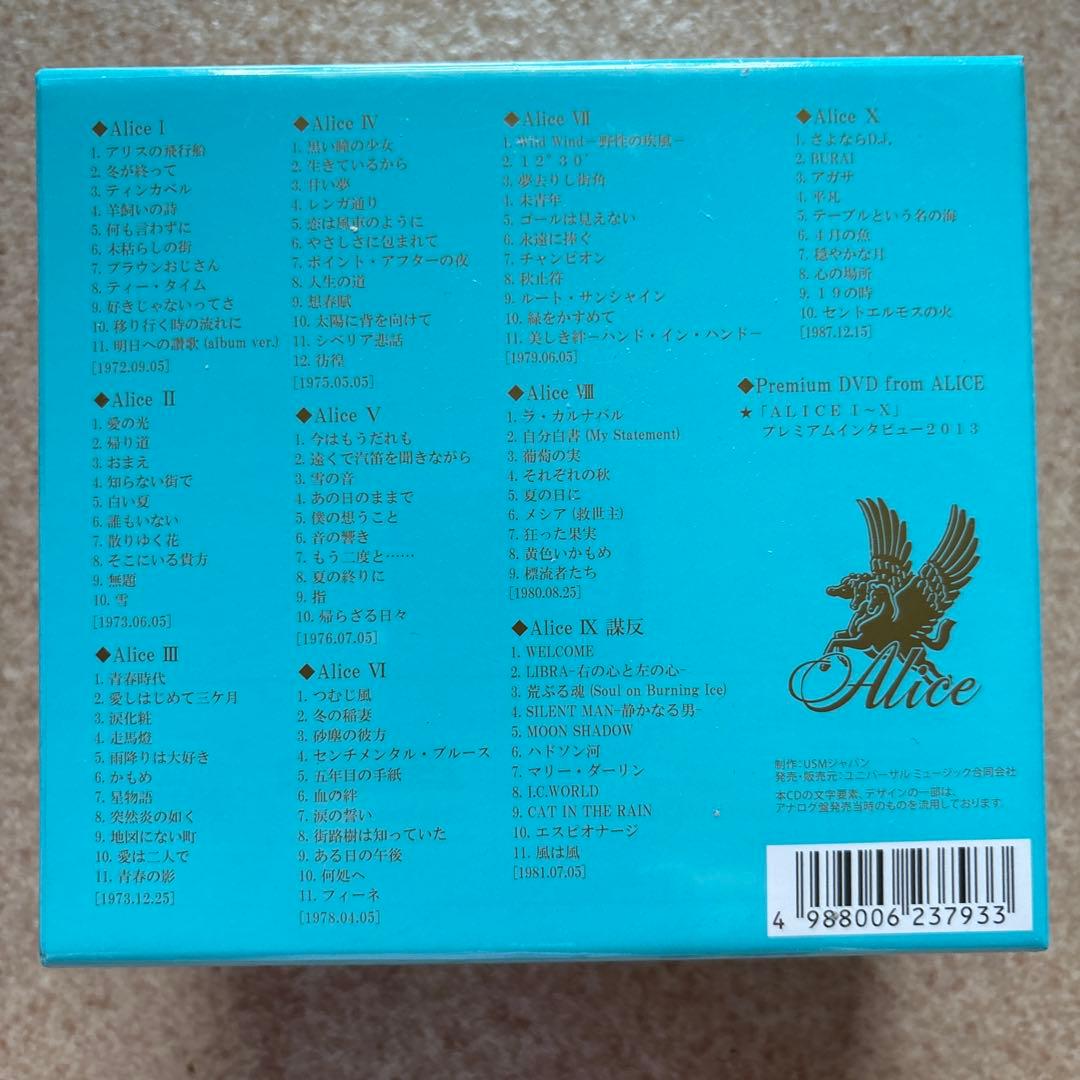 ◆Alice Ⅰ
1. アリスの飛行船
2. 冬が終って
3. ティンカベル
4. 羊飼いの詩
5. 何も言わずに
6. 木枯らしの街
7. ブラウンおじさん
8. ティー・タイム
9. 好きじゃないってさ
10. 移り行く時の流れに
11. 明日への讃歌 (album ver.)
[1972.09.05]
◆Alice Ⅱ
1. 愛の光
2. 帰り道
3. おまえ
4. 知らない街で
5. 白い夏
6. 誰もいない
7. 散りゆく花
8. そこにいる貴方
9. 無題
10. 雪
[1973.06.05]
◆Alice Ⅲ
1. 青春時代
2. 愛しはじめて三ケ月
3. 涙化粧
4. 走馬燈
5. 雨降りは大好き
6. かもめ
7. 星物語
8. 突然炎の如く
9. 地図にない町
10. 愛は二人で
11. 青春の影
[1973.12.25]
◆Alice Ⅳ
1. 黒い瞳の少女
2. 生きているから
3. 甘い夢
4. レンガ通り
5. 恋は風車のように
6. やさしさに包まれて
7. ポイント・アフターの夜
8. 人生の道
9. 想春賦
10. 太陽に背を向けて
11. シベリア悲話
12. 彷徨
[1975.05.05]
◆Alice Ⅴ
1. 今はもうだれも
2. 遠くで汽笛を聞きながら
3. 雪の音
4. あの日のままで
5. 僕の想うこと
6. 音の響き
7. もう二度と……
8. 夏の終りに
9. 指
10. 帰らざる日々
[1976.07.05]
◆Alice Ⅵ
1. つむじ風
2. 冬の稲妻
3. 砂塵の彼方
4. センチメンタル・ブルース
5. 五年目の手紙
6. 血の絆
7. 涙の誓い
8. 街路樹は知っていた
9. ある日の午後
10. 何処へ
11. フィーネ
[1978.04.05]
◆Alice Ⅶ
1. Wild Wind－野性の疾風－
2. 12°30′
3. 夢去りし街角
4. 未青年
5. ゴールは見えない
6. 永遠に捧ぐ
7. チャンピオン
8. 秋止符
9. ルート・サンシャイン
10. 緑をかすめて
11. 美しき絆－ハンド・イン・ハンド－
[1979.06.05]
◆Alice Ⅷ
1. ラ・カルナバル
2. 自分白書 (My Statement)
3. 葡萄の実
4. それぞれの秋
5. 夏の日に
6. メシア (救世主)
7. 狂った果実
8. 黄色いかもめ
9. 標流者たち
[1980.08.25]
◆Alice Ⅸ 謀反
1. WELCOME
2. LIBRA-右の心と左の心-
3. 荒ぶる魂 (Soul on Burning Ice)
4. SILENT MAN-静かなる男-
5. MOON SHADOW
6. ハドソン河
7. マリー・ダーリン
8. I.C.WORLD
9. CAT IN THE RAIN
10. エスピオナージ
11. 風は風
[1981.07.05]
◆Alice Ⅹ
1. さよならD.J.
2. BURAI
3. アガサ
4. 平凡
5. テーブルという名の海
6. 4月の魚
7. 穏やかな月
8. 心の場所
9. 19の時
10. セントエルモスの火
[1987.12.15]
◆Premium DVD from ALICE
★「ALICE I～X」
プレミアムインタビュー2013
Alice
制作：USMジャパン
発売・販売元：ユニバーサル ミュージック合同会社
本CDの文字要素、デザインの一部は、
アナログ盤発売当時のものを流用しております。
4 988006 237933